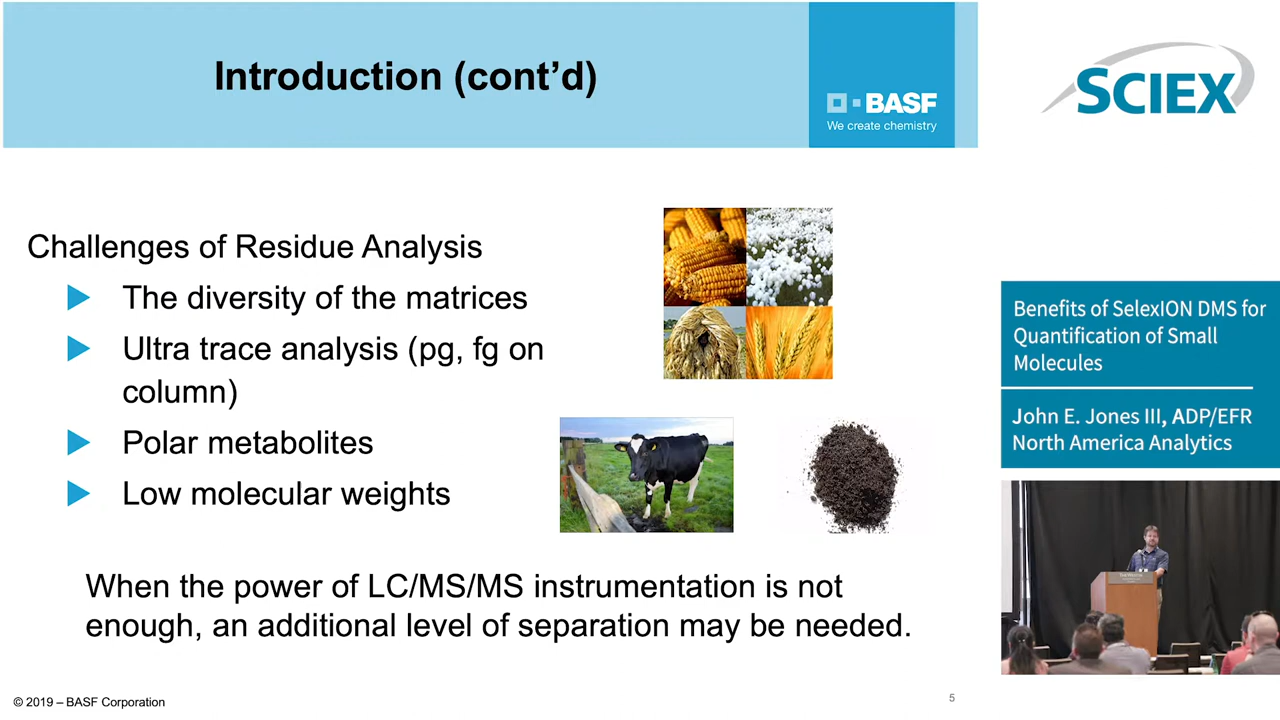 Introduction (cont’d)
BASF
We create chemistry
SCIEX
Challenges of Residue Analysis
The diversity of the matrices
Ultra trace analysis (pg, fg on
column)
Polar metabolites
Low molecular weights
When the power of LC/MS/MS instrumentation is not
enough, an additional level of separation may be needed.
Benefits of SelexION DMS for
Quantification of Small
Molecules
John E. Jones III, ADP/EFR
North America Analytics
© 2019 – BASF Corporation
5